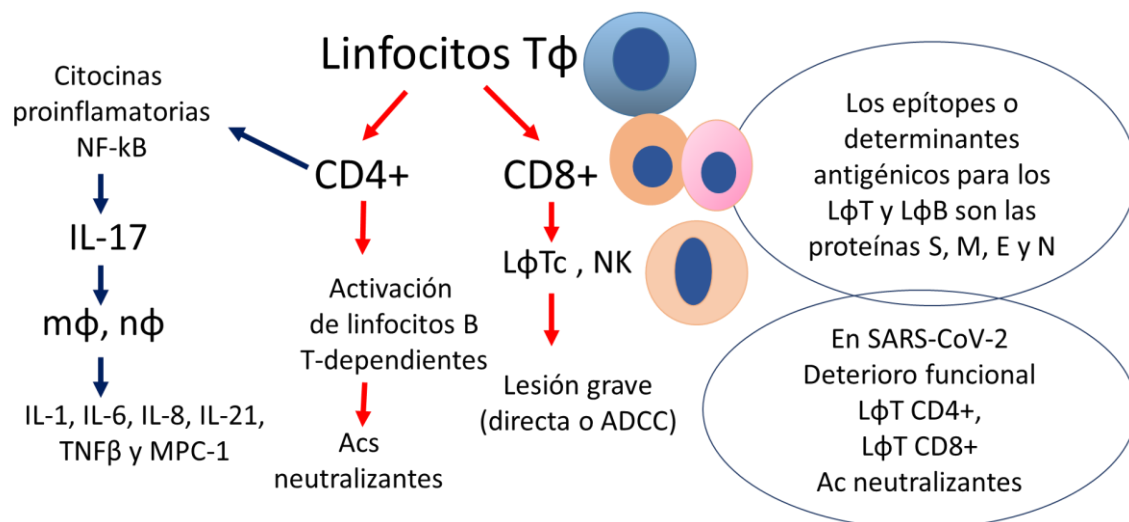 Linfocitos Tϕ
Citocinas
proinflamatorias
NF-kB
IL-17
mϕ, nϕ
IL-1, IL-6, IL-8, IL-21,
TNFβ y MPC-1
CD4+
Activación
de linfocitos B
T-dependientes
Acs
neutralizantes
CD8+
LϕTc , NK
Lesión grave
(directa o ADCC)
Los epítopes o
determinantes
antigénicos para los
LϕT y LϕB son las
proteínas S, M, E y N
En SARS-CoV-2
Deterioro funcional
LϕT CD4+,
LϕT CD8+
Ac neutralizantes